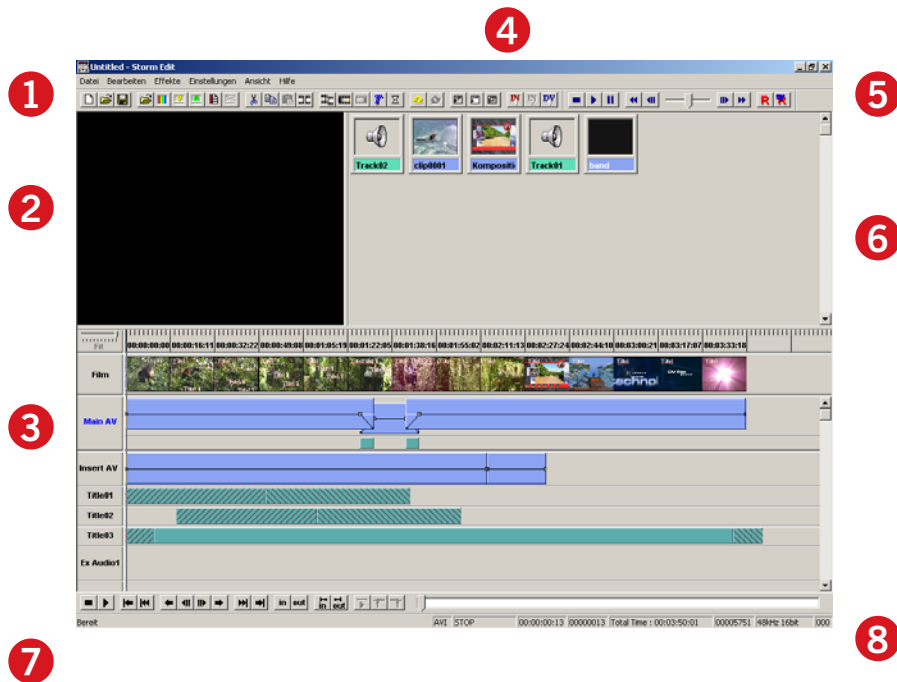 4
Untitled - Storm Edit
Datei Bearbeiten Effekte Einstellungen Ansicht Hilfe
1
5
DV
R R
2
6
Track02 clip0001 Kompositi Track01 band
Fit
00:00:00:00 00:00:16:11 00:00:32:22 00:00:49:08 00:01:05:19 00:01:22:05 00:01:38:16 00:01:55:02 00:02:11:13 00:02:27:24 00:02:44:10 00:03:00:21 00:03:17:07 00:03:33:18
Film
3
Main AV
Insert AV
Title01
Title02
Title03
Ex Audio1
in out in out
Bereit AVI STOP 00:00:00:13 00000013 Total Time : 00:03:50:01 00005751 48kHz 16bit 000
7
8